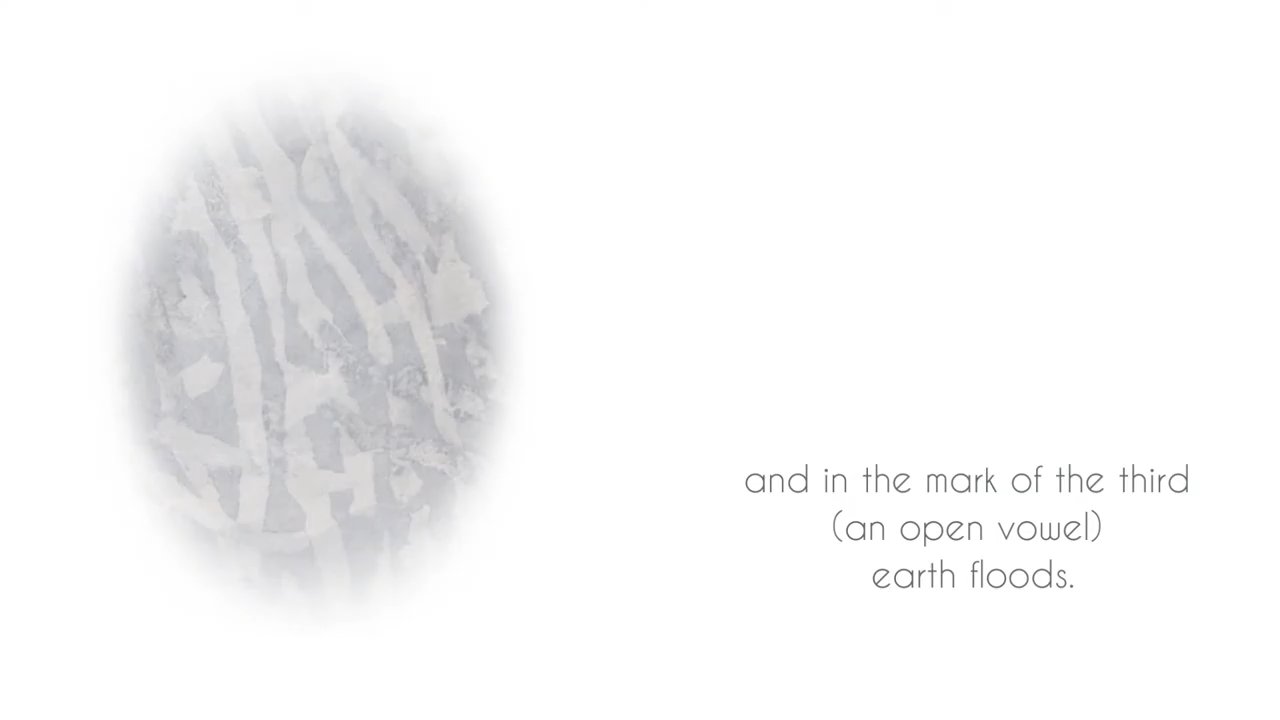 and in the mark of the third
(an open vowel)
earth floods.